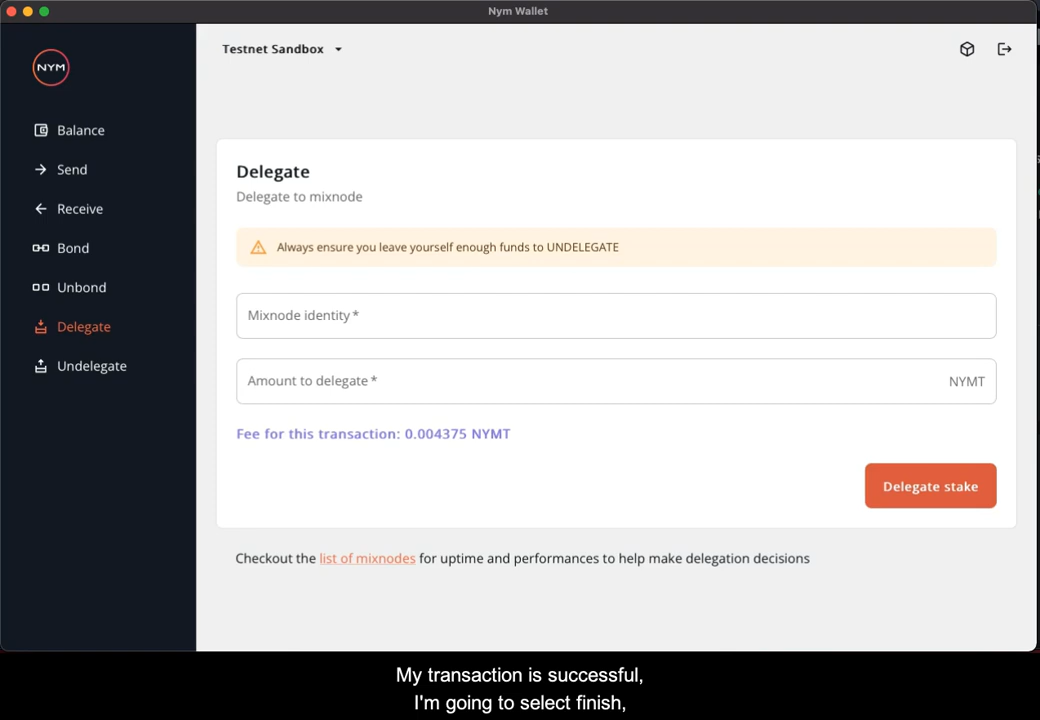 Nym Wallet
NYM
Testnet Sandbox
Balance
Send
Receive
Bond
Unbond
Delegate
Undelegate
Delegate
Delegate to mixnode
Always ensure you leave yourself enough funds to UNDELEGATE
Mixnode identity *
Amount to delegate *
NYMT
Fee for this transaction: 0.004375 NYMT
Delegate stake
Checkout the list of mixnodes for uptime and performances to help make delegation decisions
My transaction is successful,
I'm going to select finish,